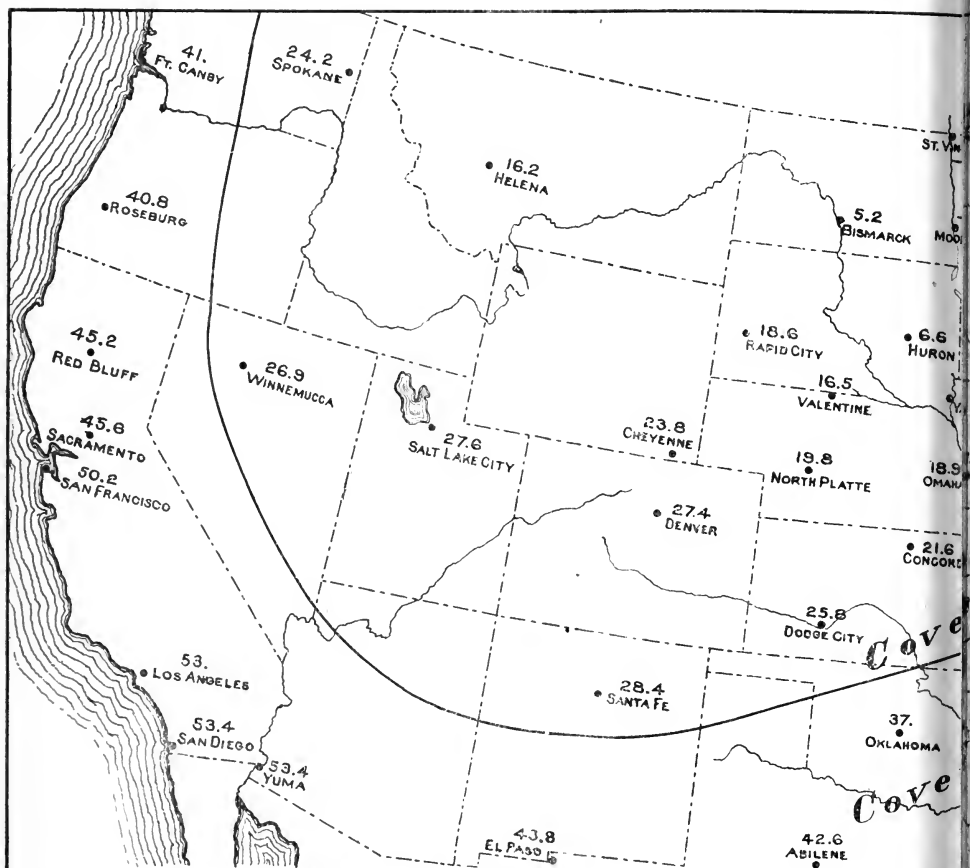 41.
FT. CANBY
24.2
SPOKANE
16.2
HELENA
ST. VIN
40.8
ROSEBURG
5.2
BISMARCK
MOO
45.2
RED BLUFF
26.9
WINNEMUCCA
18.6
RAPID CITY
6.6
HURON
16.5
VALENTINE
45.8
SACRAMENTO
50.2
SAN FRANCISCO
27.6
SALT LAKE CITY
23.8
CHEYENNE
19.8
NORTH PLATTE
18.9
OMAHA
27.4
DENVER
21.6
CONCORD
25.8
DODGE CITY
Cove
53.
LOS ANGELES
28.4
SANTA FE
37.
OKLAHOMA
53.4
SAN DIEGO
53.4
YUMA
Cove
43.8
EL PASO
42.6
ABILENE